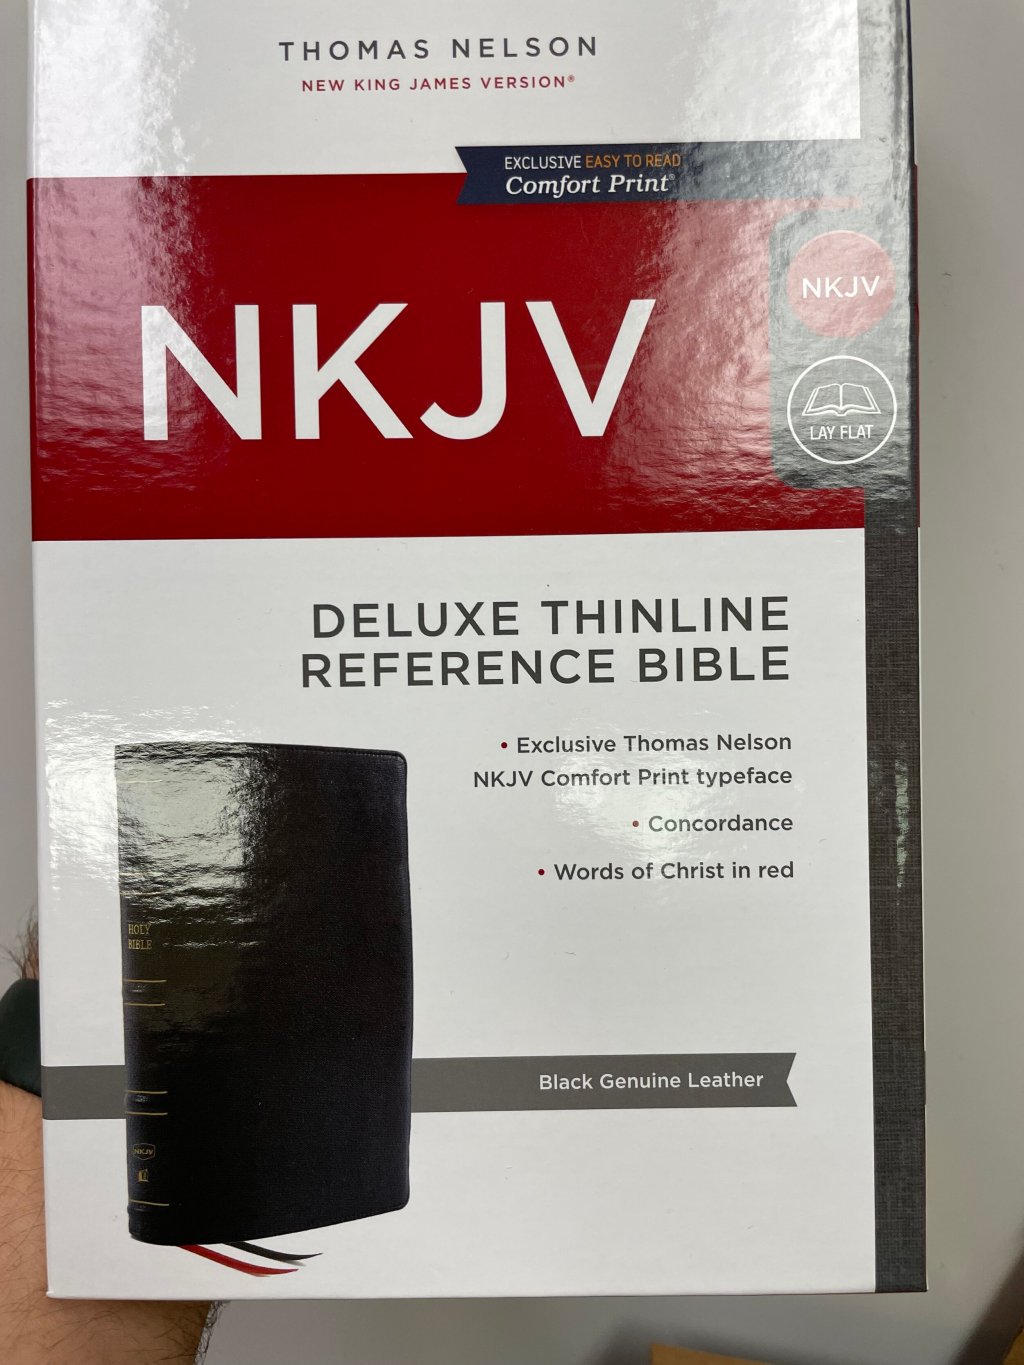 THOMAS NELSON
NEW KING JAMES VERSION®
EXCLUSIVE EASY TO READ
Comfort Print®
NKJV
NKJV
LAY FLAT
DELUXE THINLINE
REFERENCE BIBLE
• Exclusive Thomas Nelson
NKJV Comfort Print typeface
• Concordance
• Words of Christ in red
HOLY
BIBLE
Black Genuine Leather
NKJV